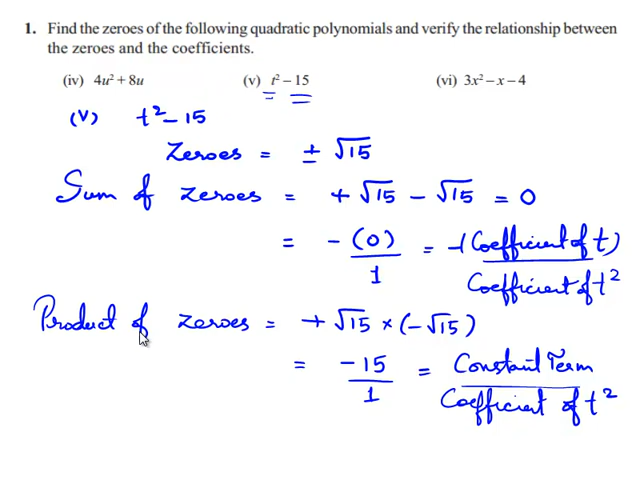 1. Find the zeroes of the following quadratic polynomials and verify the relationship between
the zeroes and the coefficients.
(iv) 4u² + 8u (v) t² – 15 (vi) 3x² – x – 4
(V) t² – 15
Zeroes = ± √15
Sum of zeroes = + √15 – √15 = 0
= –(0)/1 = –(Coefficient of t)/Coefficient of t²
Product of zeroes = + √15 × (– √15)
= –15/1 = Constant Term/Coefficient of t²